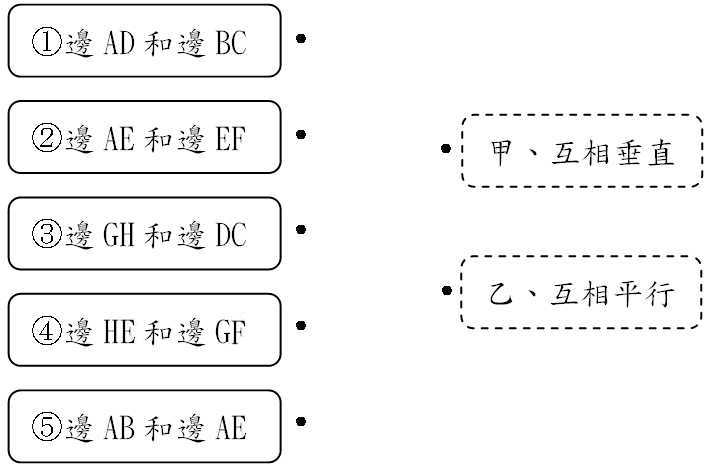 ①邊 AD 和邊 BC
②邊 AE 和邊 EF
甲、互相垂直
③邊 GH 和邊 DC
乙、互相平行
④邊 HE 和邊 GF
⑤邊 AB 和邊 AE